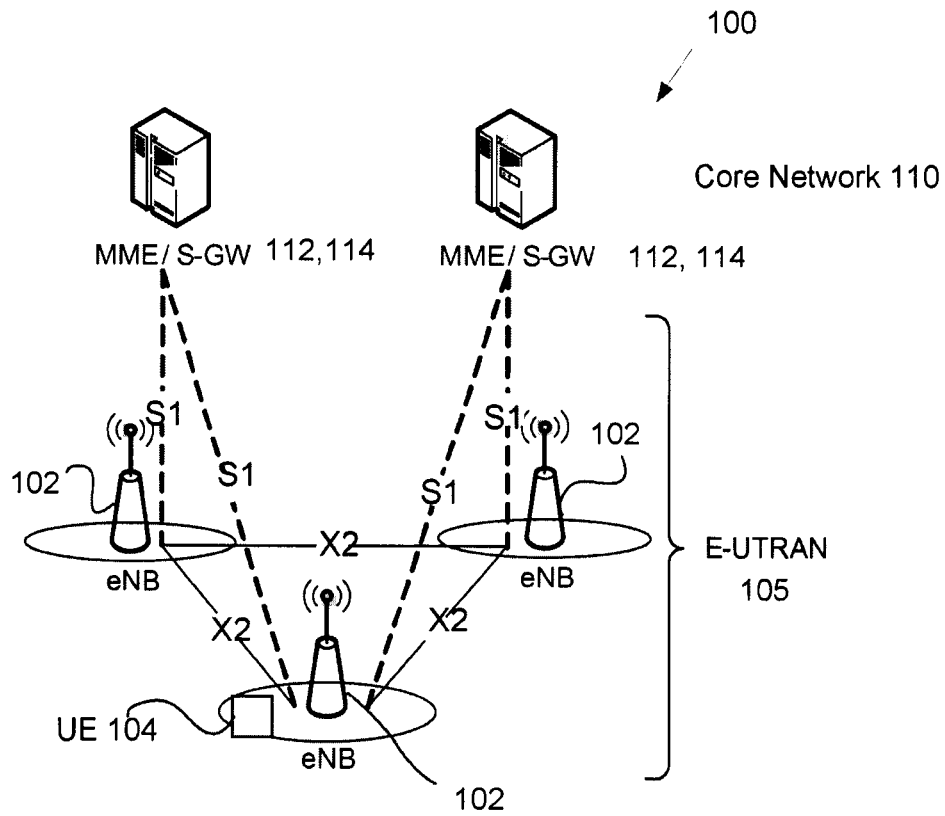 100
Core Network 110
MME/ S-GW 112,114
MME/ S-GW 112, 114
S1
S1
102
102
S1
S1
X2
E-UTRAN
105
eNB
eNB
X2
X2
UE 104
eNB
102